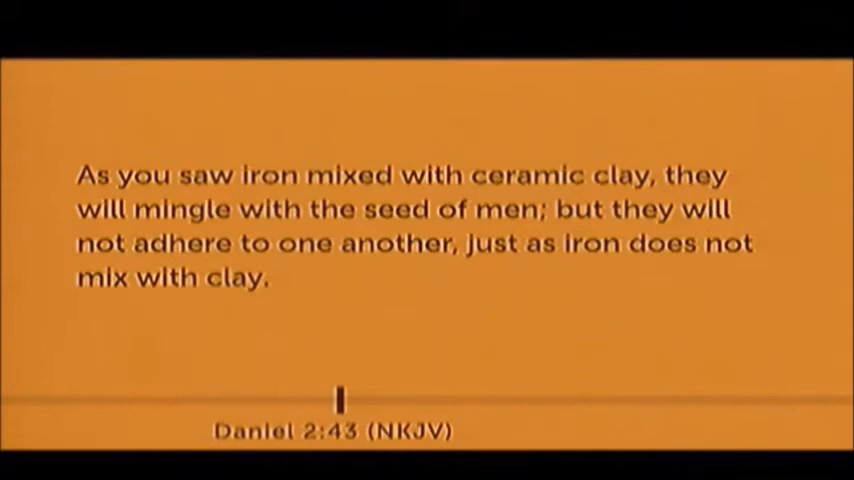 As you saw iron mixed with ceramic clay, they
will mingle with the seed of men; but they will
not adhere to one another, just as iron does not
mix with clay.
Daniel 2:43 (NKJV)